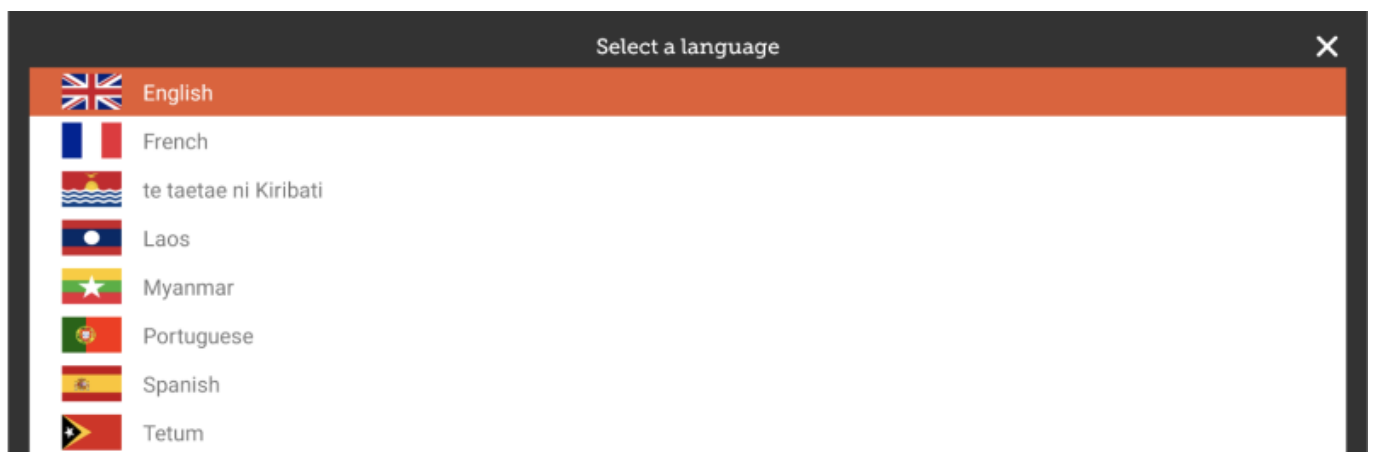 Select a language
English
French
te taetae ni Kiribati
Laos
Myanmar
Portuguese
Spanish
Tetum